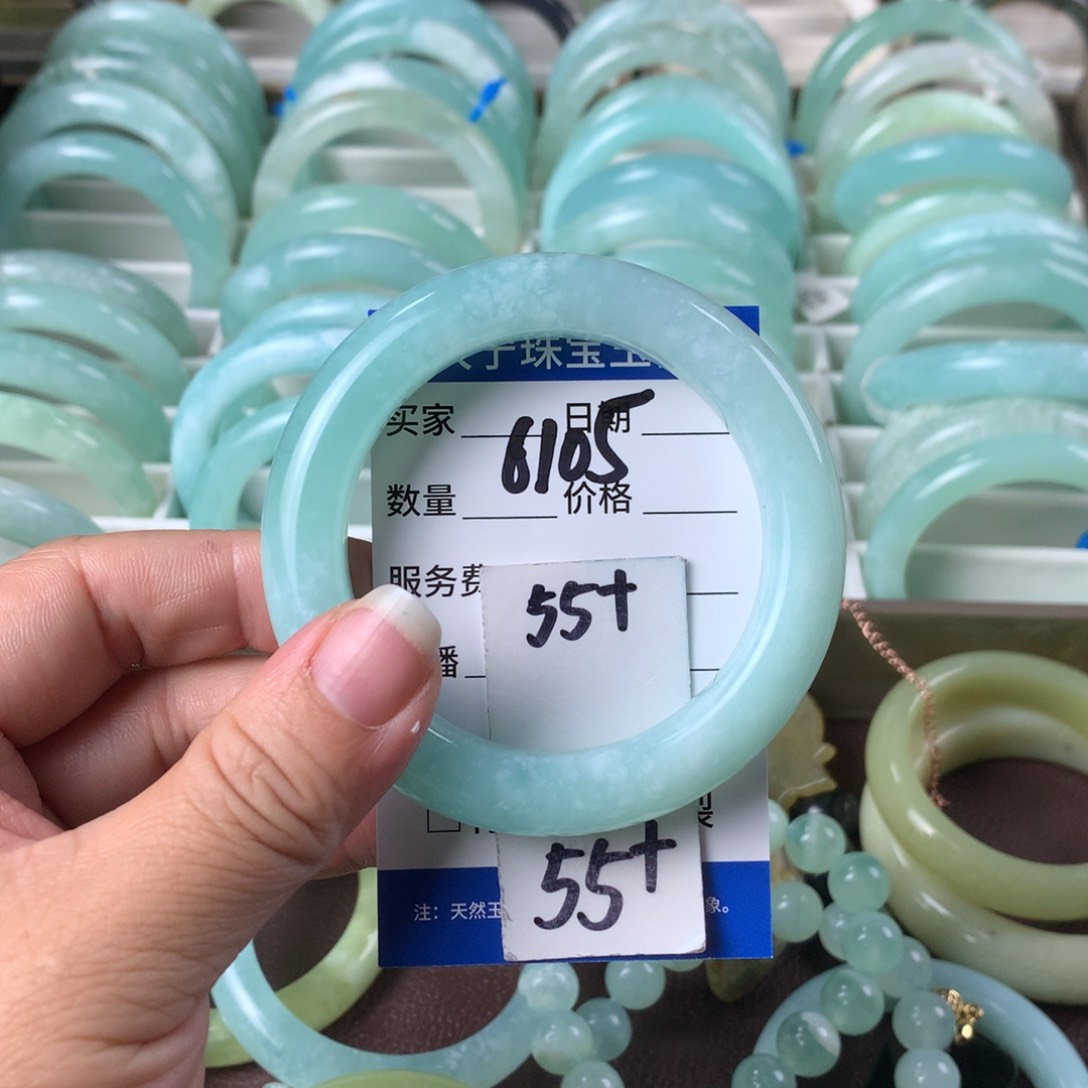 珠宝玉
买家 日期
6105
数量 价格
服务费
55+
播
55+
注：天然玉 象。